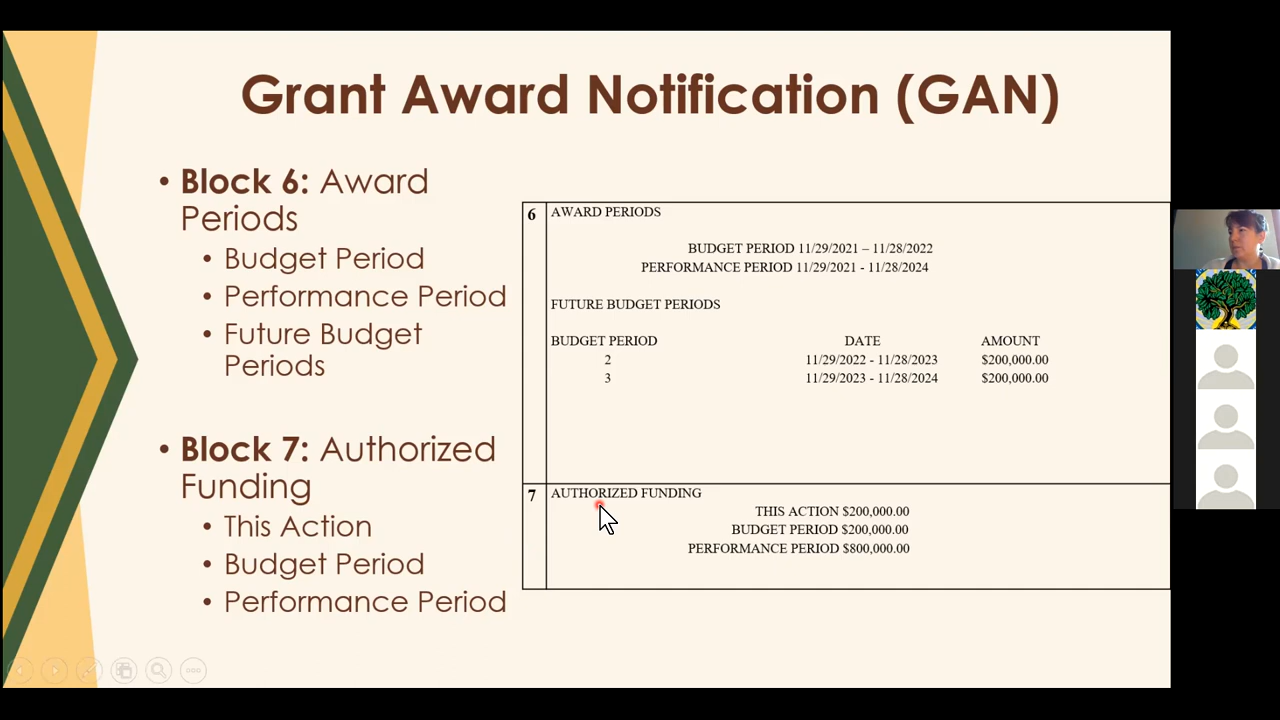 Grant Award Notification (GAN)
• Block 6: Award
Periods
• Budget Period
• Performance Period
• Future Budget
Periods
• Block 7: Authorized
Funding
• This Action
• Budget Period
• Performance Period
6 AWARD PERIODS
BUDGET PERIOD 11/29/2021 – 11/28/2022
PERFORMANCE PERIOD 11/29/2021 - 11/28/2024
FUTURE BUDGET PERIODS
BUDGET PERIOD DATE AMOUNT
2 11/29/2022 - 11/28/2023 $200,000.00
3 11/29/2023 - 11/28/2024 $200,000.00
7 AUTHORIZED FUNDING
THIS ACTION $200,000.00
BUDGET PERIOD $200,000.00
PERFORMANCE PERIOD $800,000.00